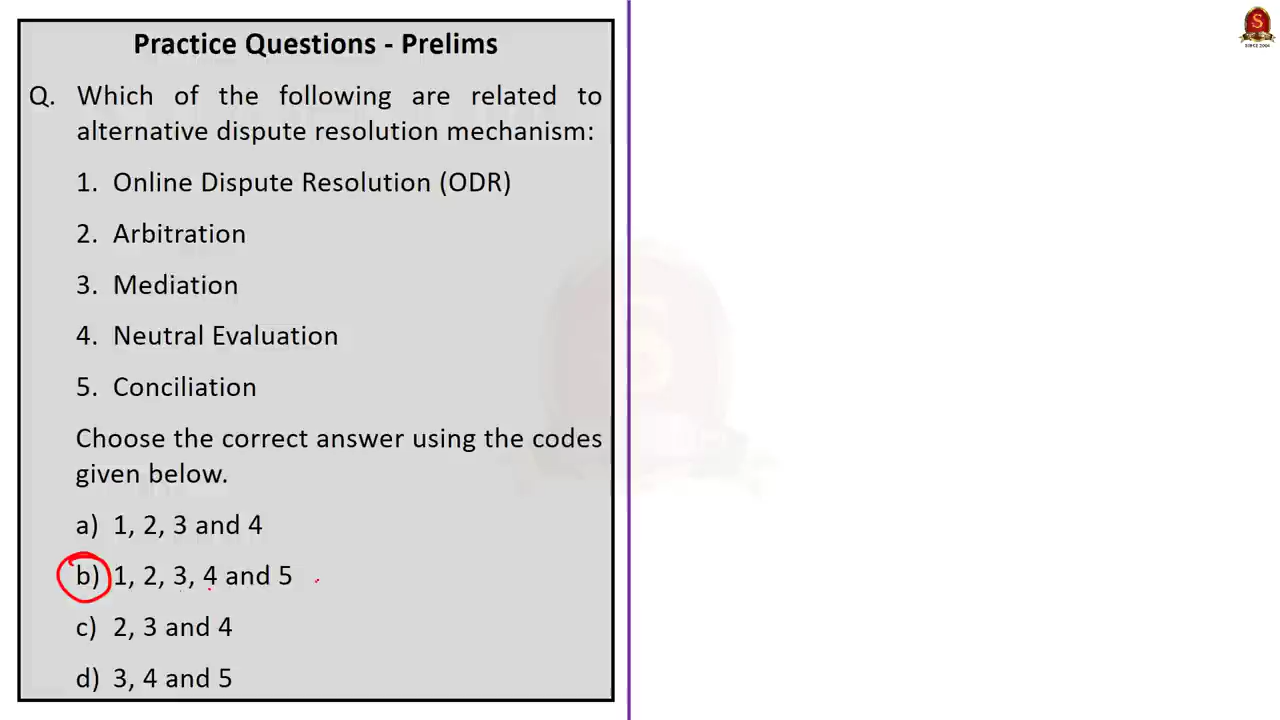 Practice Questions - Prelims
Q. Which of the following are related to
alternative dispute resolution mechanism:
1. Online Dispute Resolution (ODR)
2. Arbitration
3. Mediation
4. Neutral Evaluation
5. Conciliation
Choose the correct answer using the codes
given below.
a) 1, 2, 3 and 4
b) 1, 2, 3, 4 and 5
c) 2, 3 and 4
d) 3, 4 and 5
S
SINCE 2004